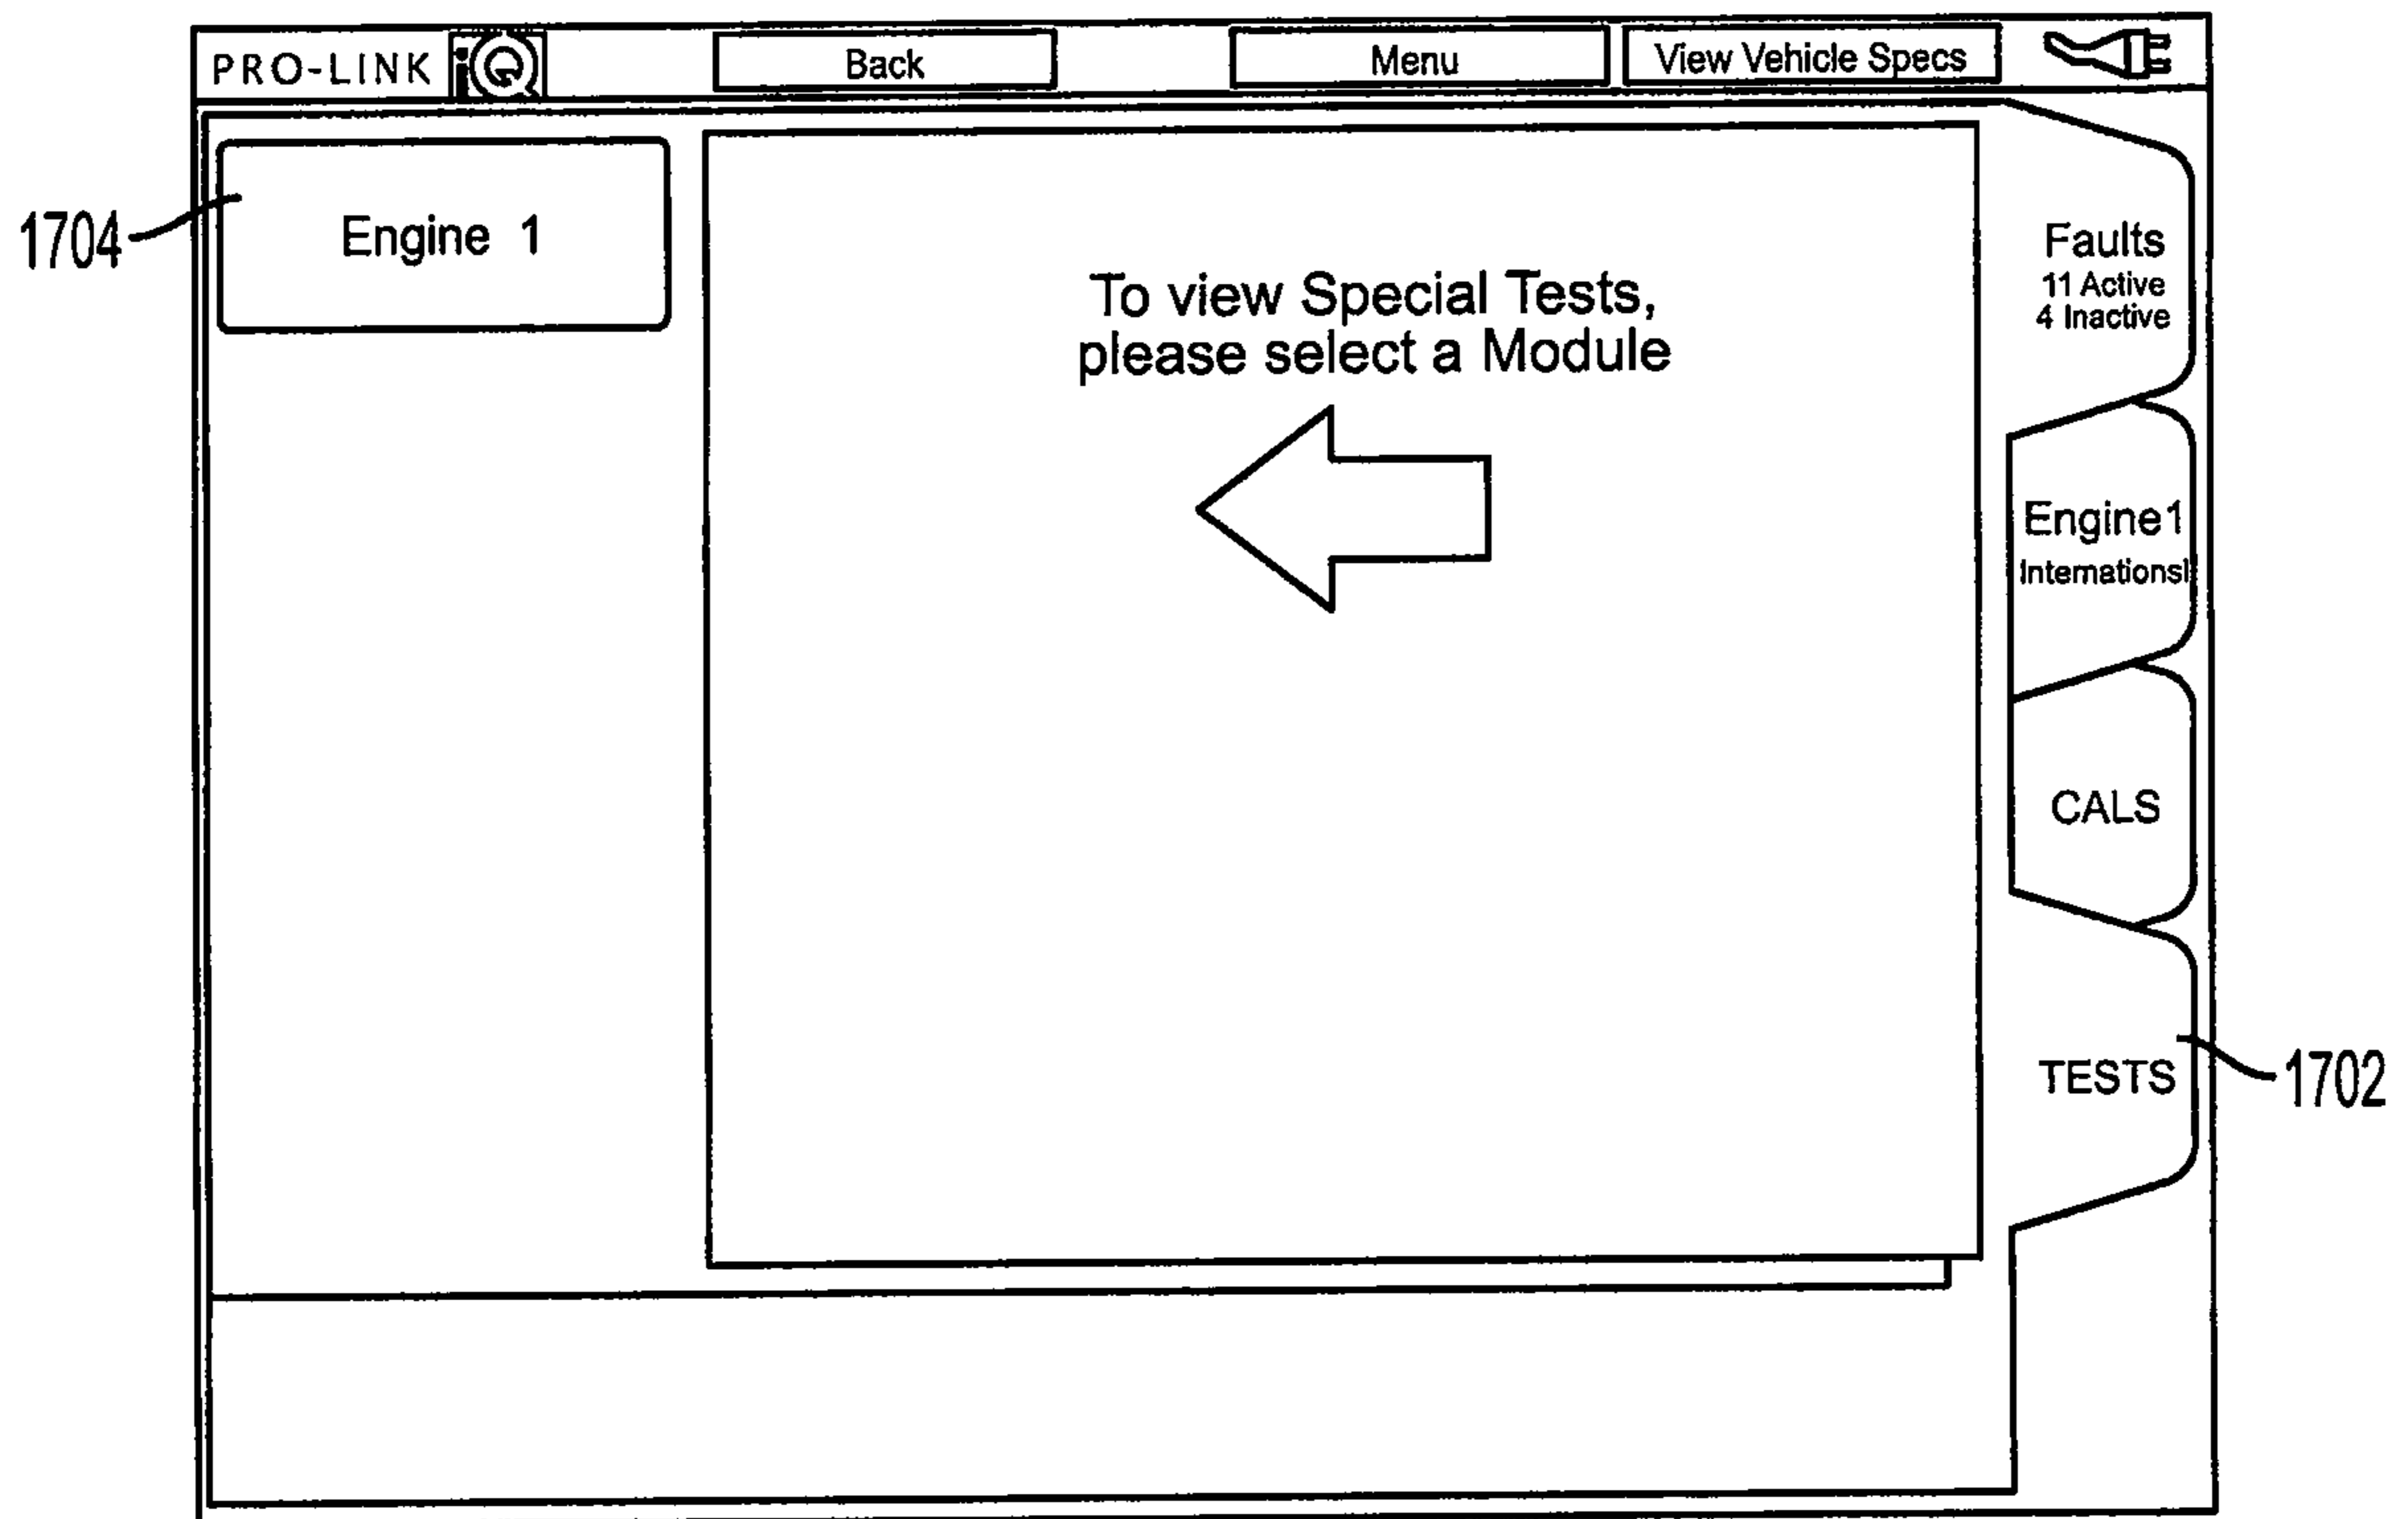 PRO-LINK iQ
Back
Menu
View Vehicle Specs
1704
Engine 1
To view Special Tests,
please select a Module
Faults
11 Active
4 Inactive
Engine1
Internationsl
CALS
TESTS
1702